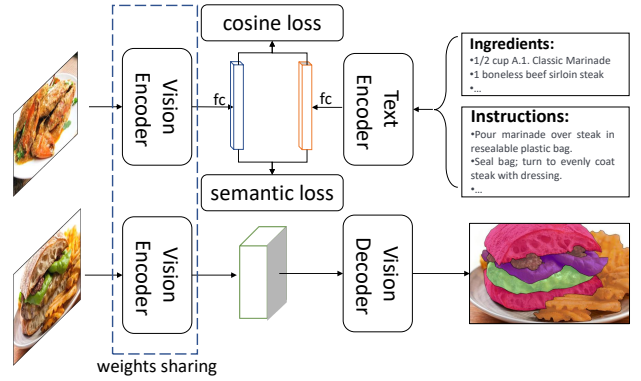 cosine loss
Vision
Encoder
fc
fc
Text
Encoder
Ingredients:
•1/2 cup A.1. Classic Marinade
•1 boneless beef sirloin steak
•...
Instructions:
•Pour marinade over steak in
resealable plastic bag.
•Seal bag; turn to evenly coat
steak with dressing.
•...
semantic loss
Vision
Encoder
Vision
Decoder
weights sharing